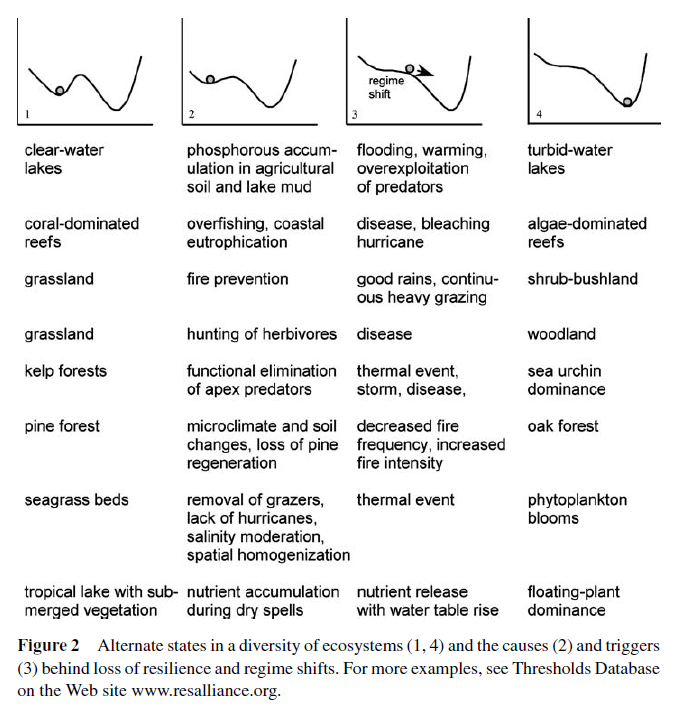 regime
shift
1
2
3
4
clear-water
lakes
phosphorous accum-
ulation in agricultural
soil and lake mud
flooding, warming,
overexploitation
of predators
turbid-water
lakes
coral-dominated
reefs
overfishing, coastal
eutrophication
disease, bleaching
hurricane
algae-dominated
reefs
grassland
fire prevention
good rains, continu-
ous heavy grazing
shrub-bushland
grassland
hunting of herbivores
disease
woodland
kelp forests
functional elimination
of apex predators
thermal event,
storm, disease,
sea urchin
dominance
pine forest
microclimate and soil
changes, loss of pine
regeneration
decreased fire
frequency, increased
fire intensity
oak forest
seagrass beds
removal of grazers,
lack of hurricanes,
salinity moderation,
spatial homogenization
thermal event
phytoplankton
blooms
tropical lake with sub-
merged vegetation
nutrient accumulation
during dry spells
nutrient release
with water table rise
floating-plant
dominance
Figure 2 Alternate states in a diversity of ecosystems (1, 4) and the causes (2) and triggers
(3) behind loss of resilience and regime shifts. For more examples, see Thresholds Database
on the Web site www.resalliance.org.